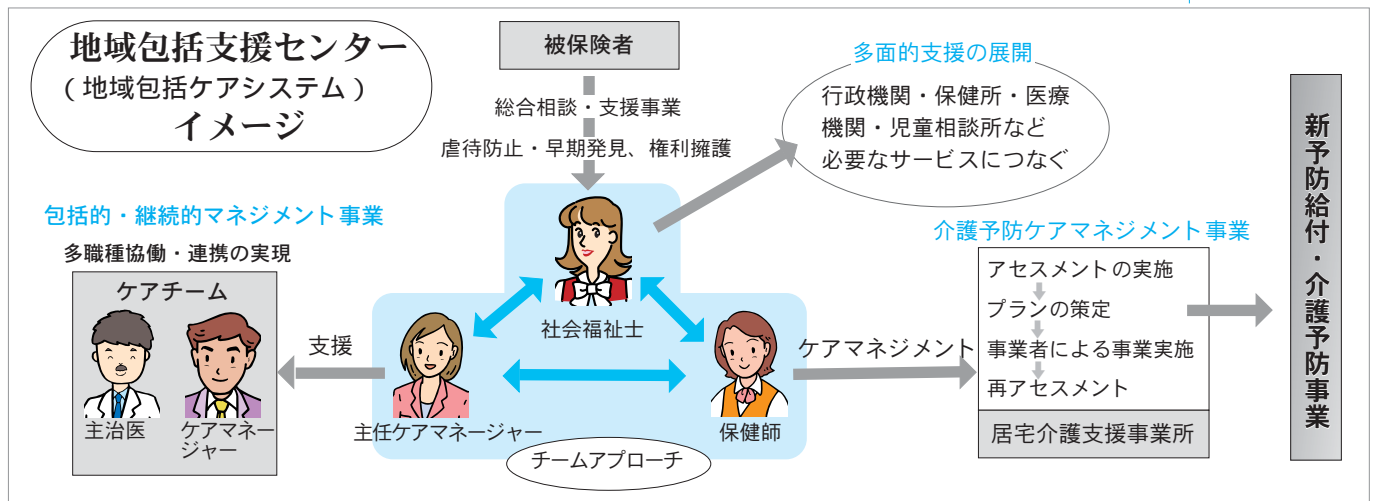 地域包括支援センター
(地域包括ケアシステム)
イメージ
被保険者
総合相談・支援事業
虐待防止・早期発見、権利擁護
多面的支援の展開
行政機関・保健所・医療
機関・児童相談所など
必要なサービスにつなぐ
包括的・継続的マネジメント事業
多職種協働・連携の実現
ケアチーム
主治医
ケアマネー
ジャー
支援
社会福祉士
主任ケアマネージャー
保健師
チームアプローチ
ケアマネジメント
介護予防ケアマネジメント事業
アセスメントの実施
プランの策定
事業者による事業実施
再アセスメント
居宅介護支援事業所
新予防給付・介護予防事業